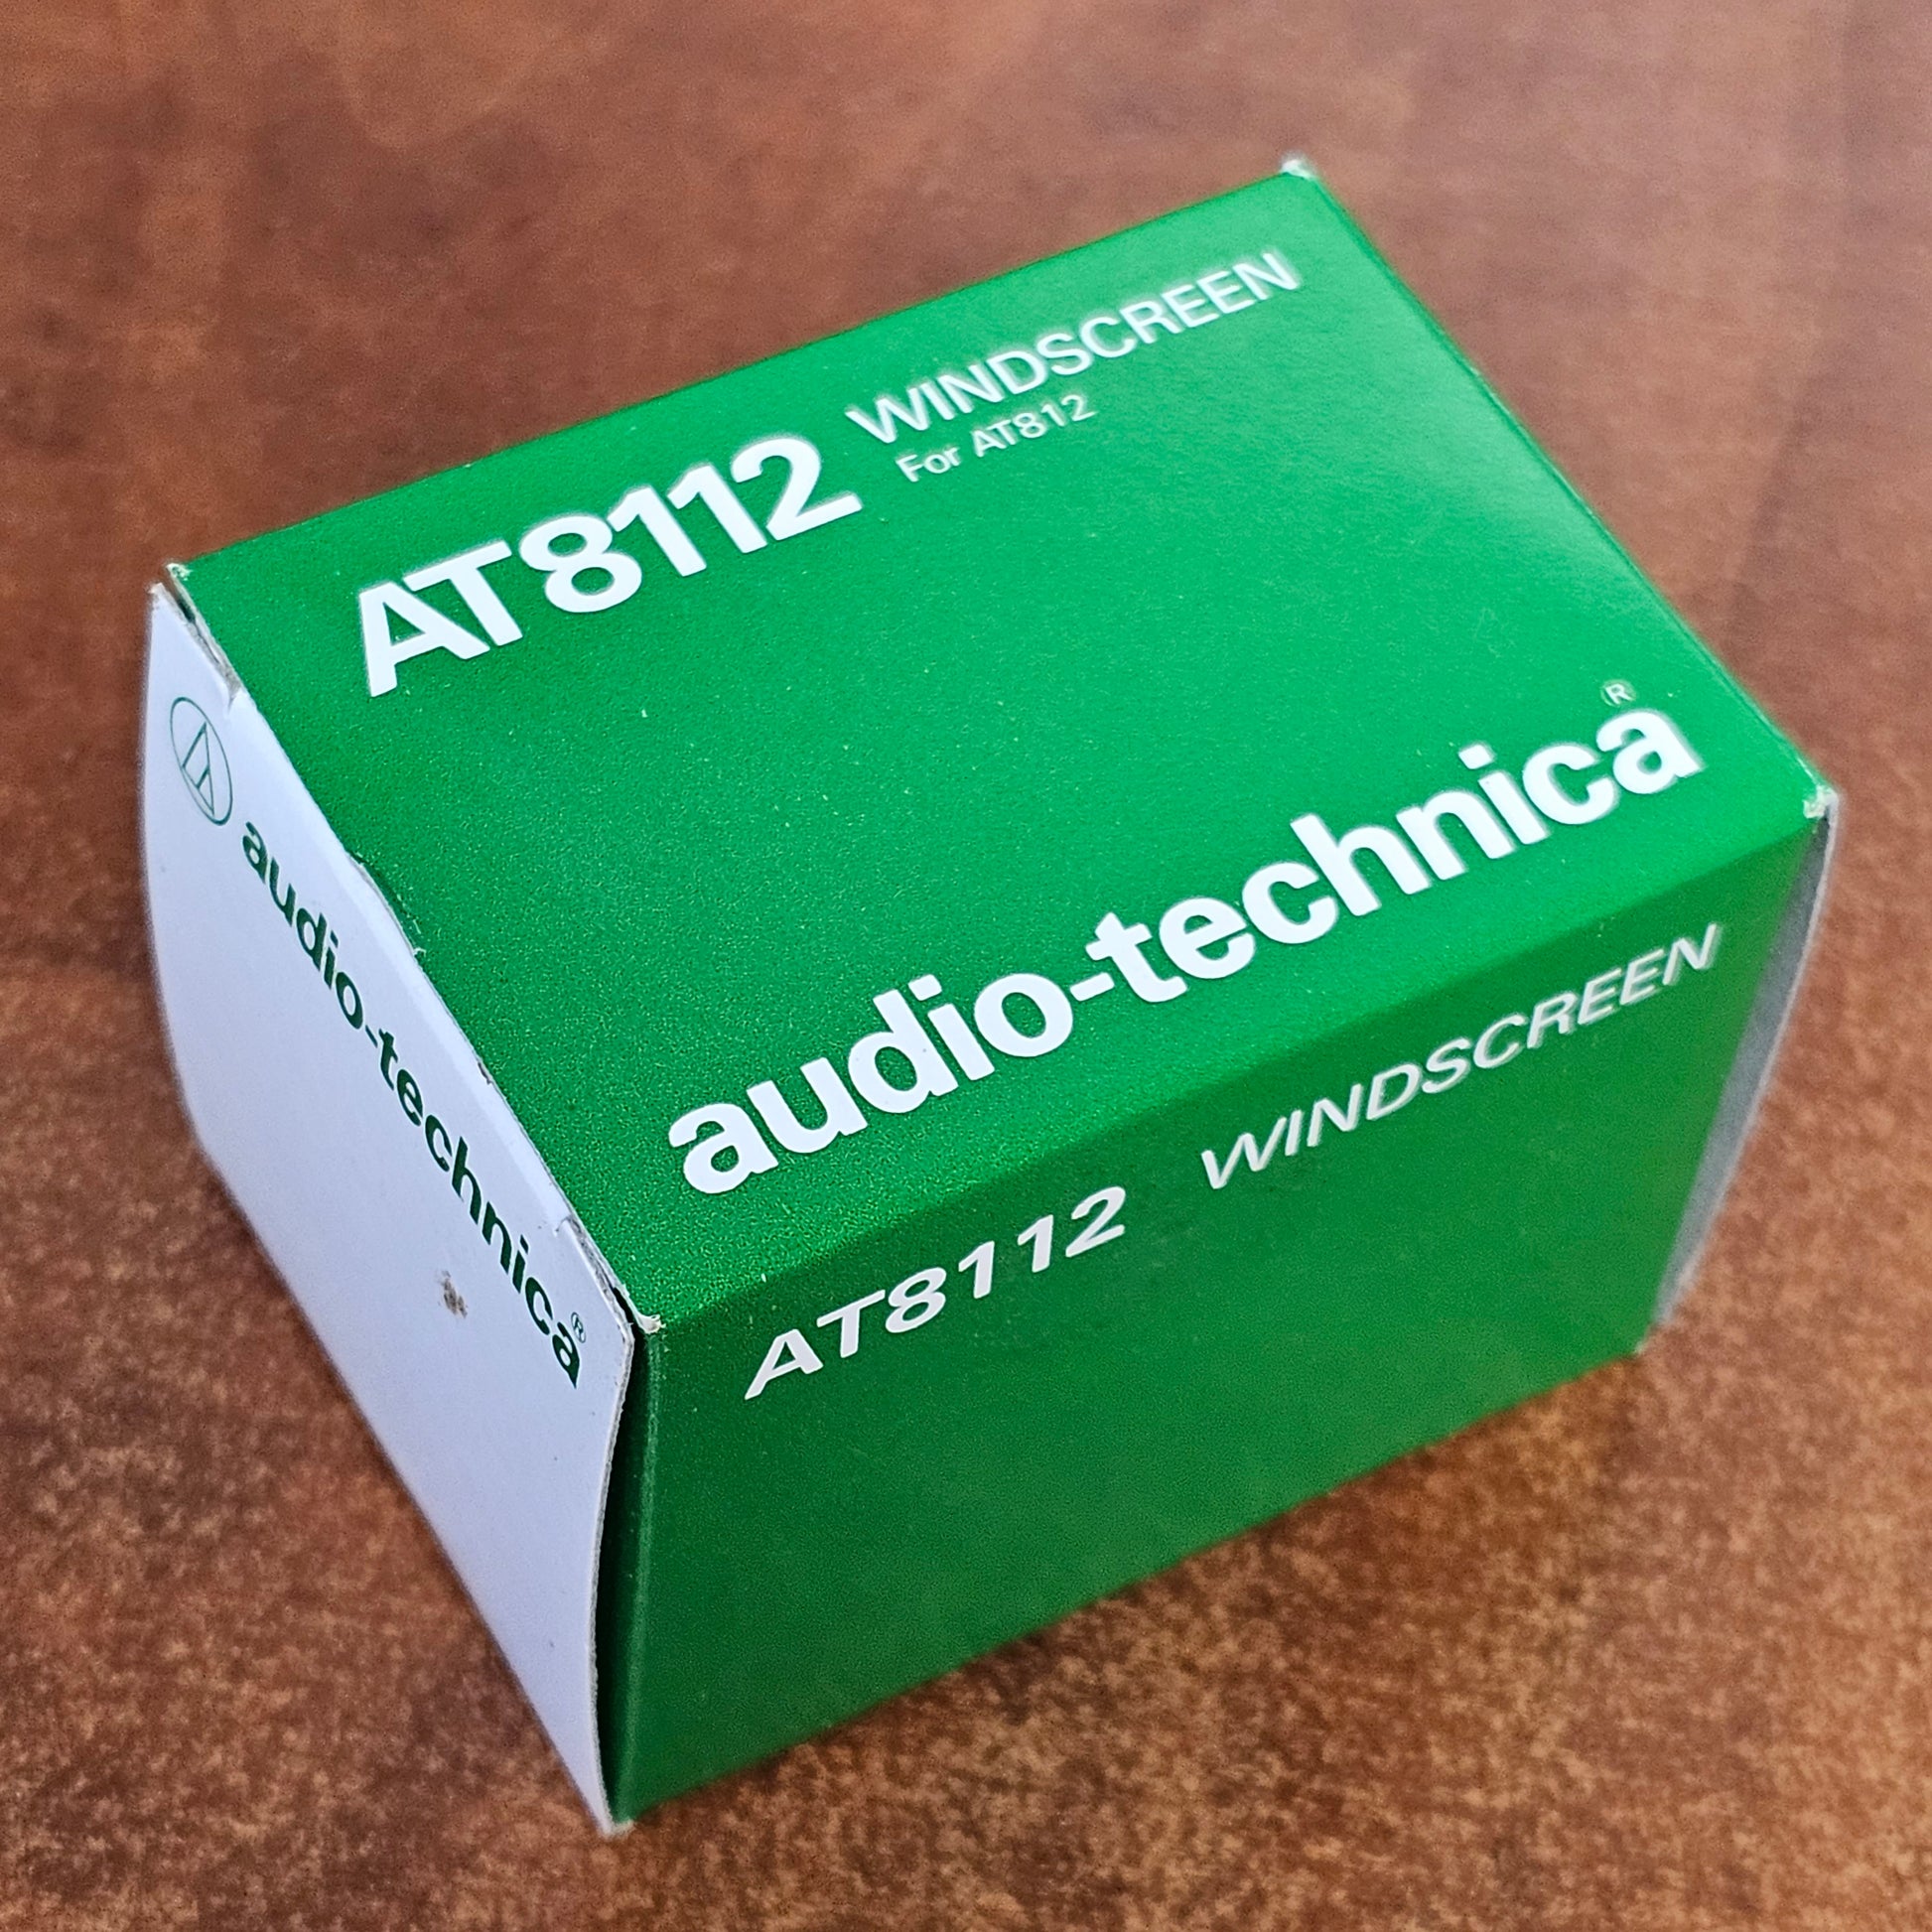 AT8112 WINDSCREEN
For AT812
audio-technica®
AT8112 WINDSCREEN
audio-technica®